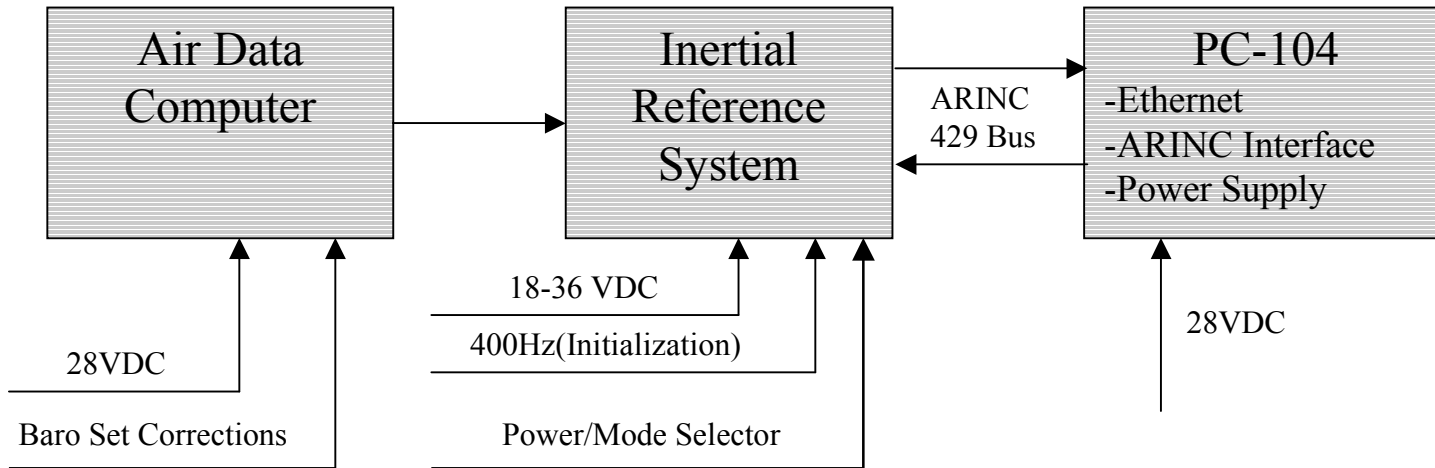 Air Data
Computer
Inertial
Reference
System
ARINC
429 Bus
PC-104
-Ethernet
-ARINC Interface
-Power Supply
28VDC
Baro Set Corrections
18-36 VDC
400Hz(Initialization)
Power/Mode Selector
28VDC